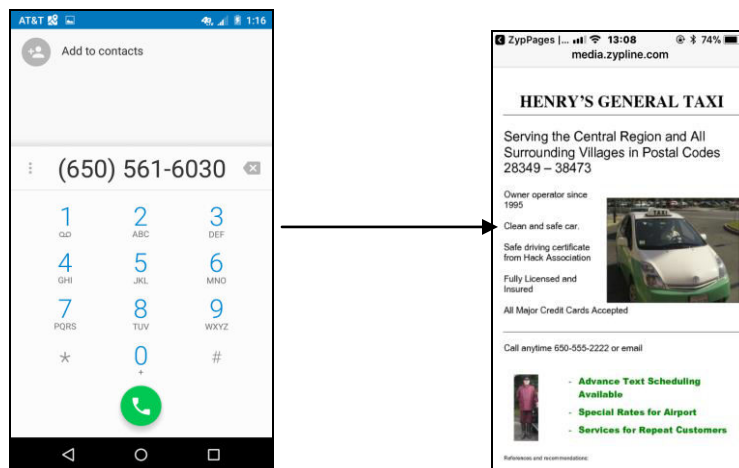 AT&T 1:16
Add to contacts
(650) 561-6030
1 2 3
ABC DEF
4 5 6
GHI JKL MNO
7 8 9
PQRS TUV WXYZ
* 0 #
+
ZypPages |... 13:08 74%
media.zypline.com
HENRY'S GENERAL TAXI
Serving the Central Region and All
Surrounding Villages in Postal Codes
28349 – 38473
Owner operator since
1995
Clean and safe car.
Safe driving certificate
from Hack Association
Fully Licensed and
Insured
All Major Credit Cards Accepted
TAXI
Call anytime 650-555-2222 or email
- Advance Text Scheduling
Available
- Special Rates for Airport
- Services for Repeat Customers
References and recommendations: